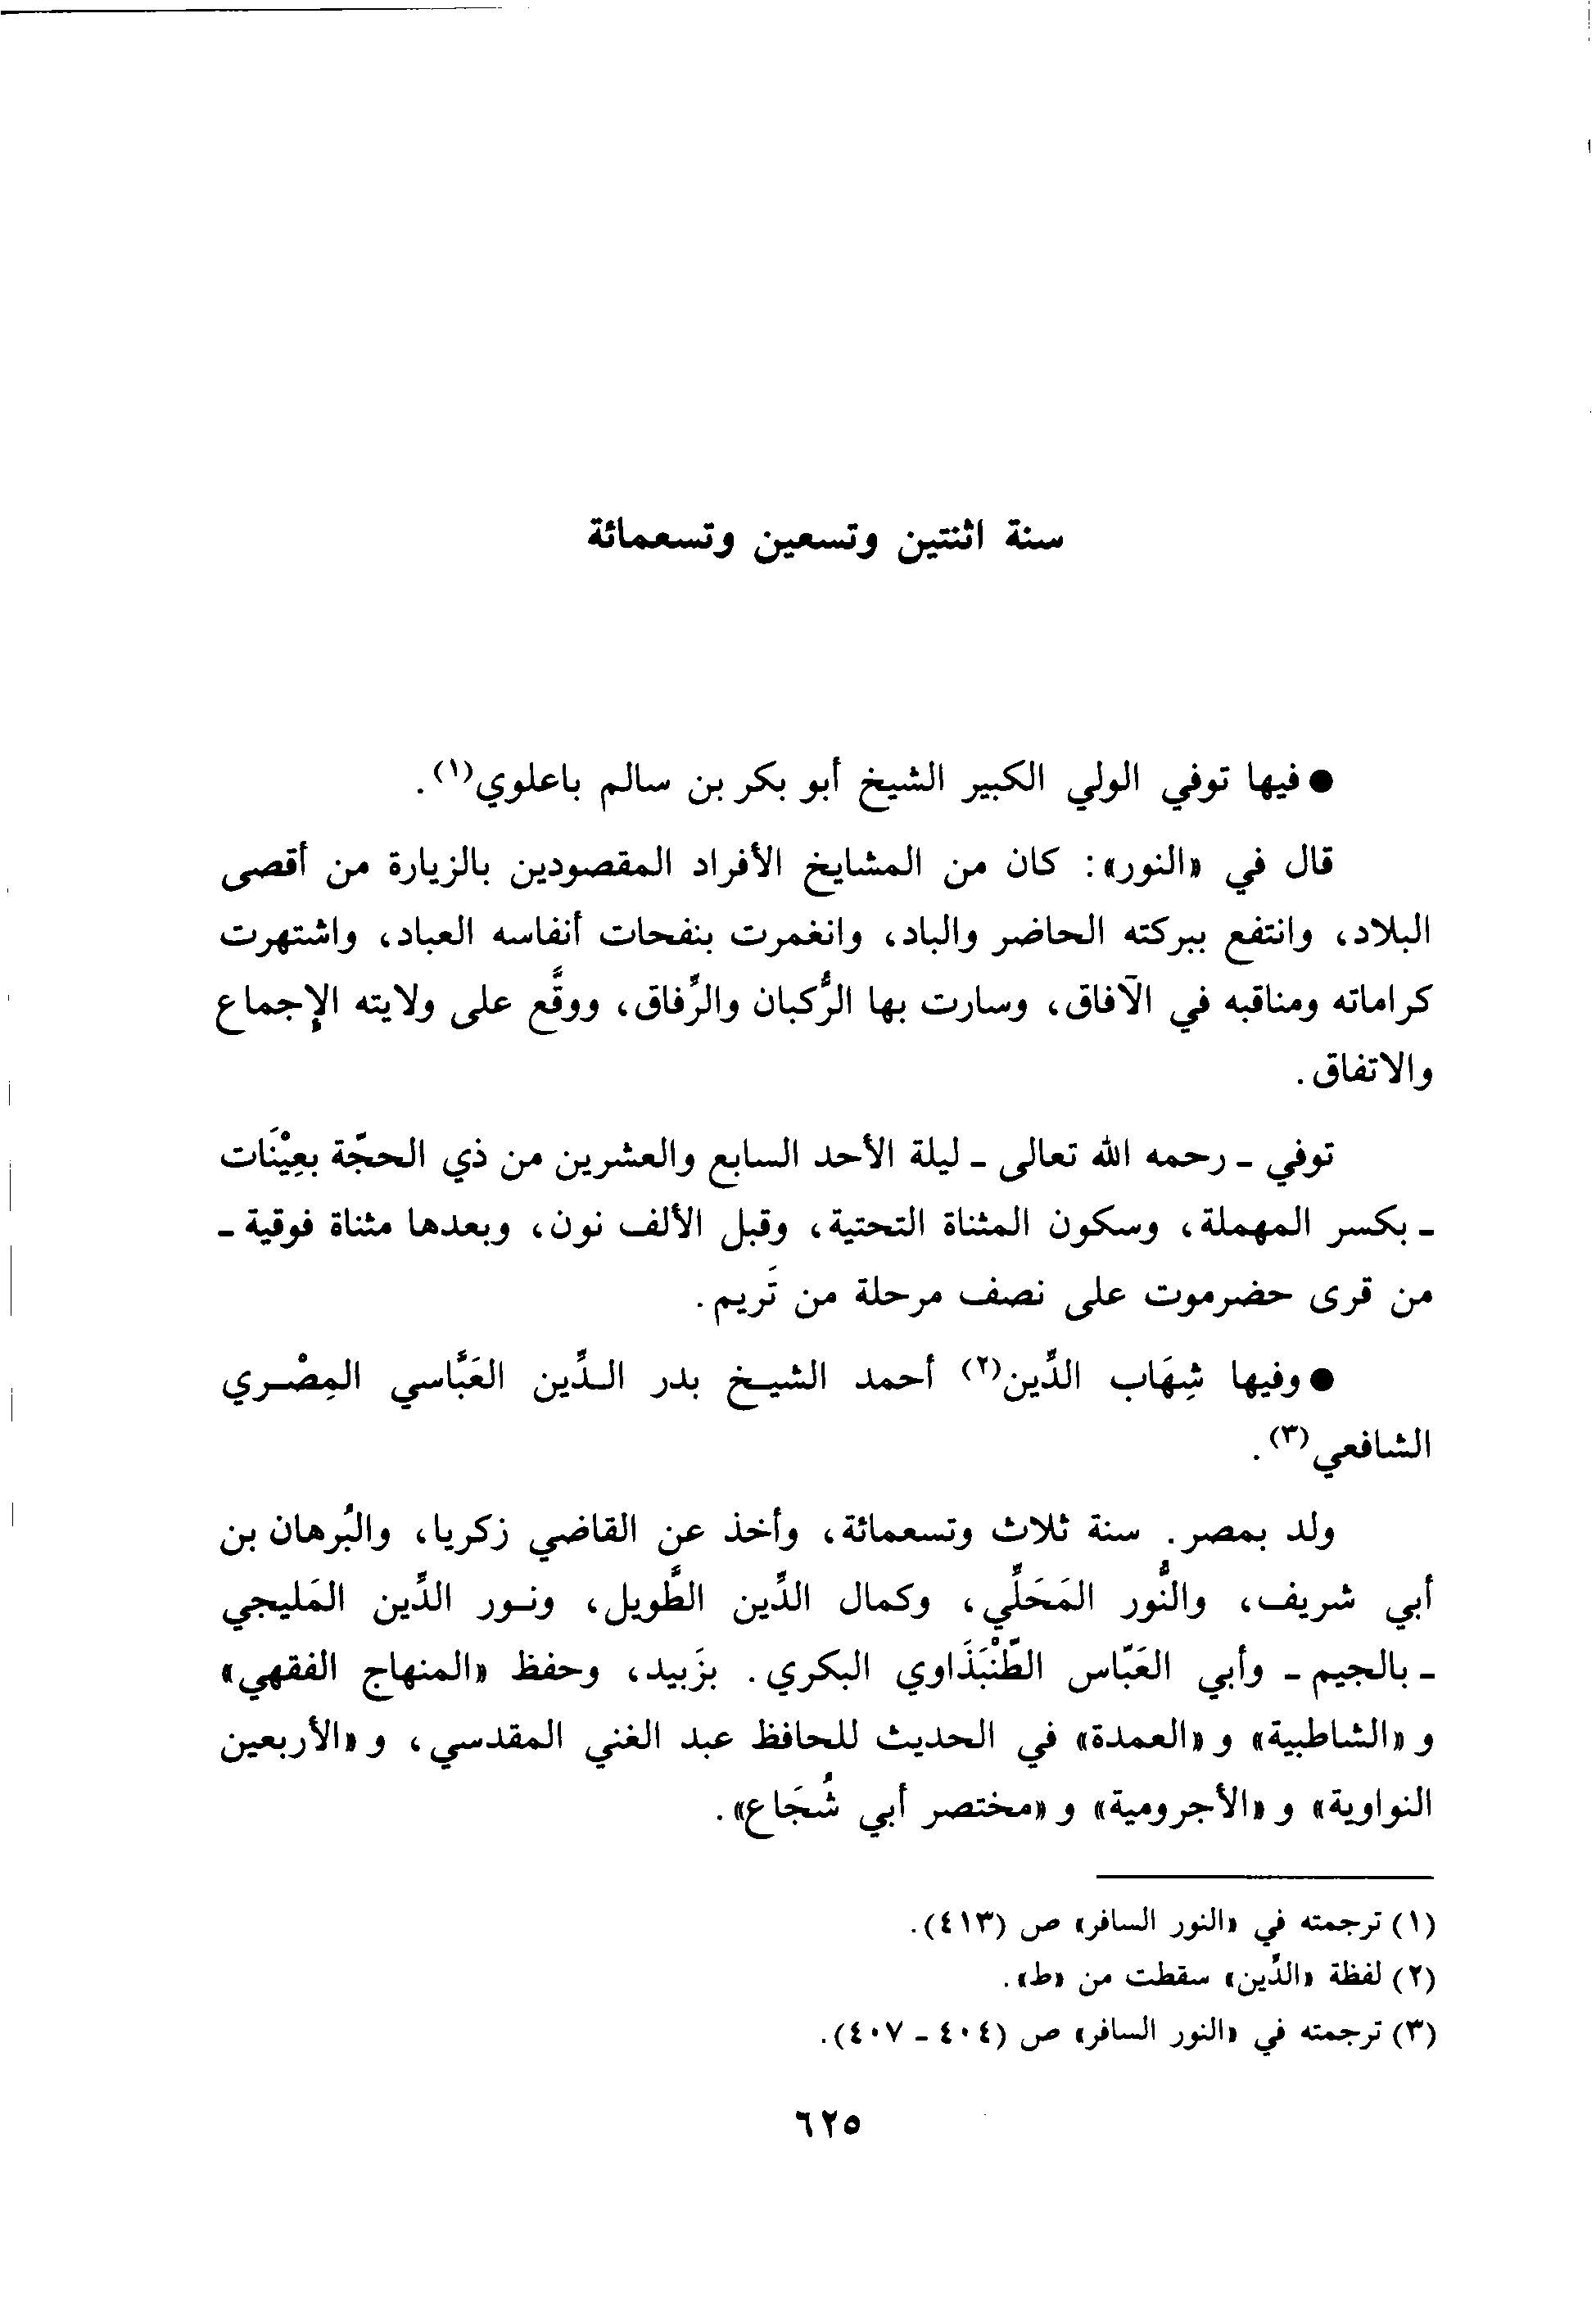 سنة اثنتين وتسعين وتسعمائة
● فيها توفي الولي الكبير الشيخ أبو بكر بن سالم باعلوي(١).
قال في «النور»: كان من المشايخ الأفراد المقصودين بالزيارة من أقصى
البلاد، وانتفع ببركته الحاضر والباد، وانغمرت بنفحات أنفاسه العباد، واشتهرت
كراماته ومناقبه في الآفاق، وسارت بها الرُّكبان والرِّفاق، ووقَّع على ولايته الإجماع
والاتفاق.
توفي - رحمه الله تعالى - ليلة الأحد السابع والعشرين من ذي الحجّة بعِيْنَات
- بكسر المهملة، وسكون المثناة التحتية، وقبل الألف نون، وبعدها مثناة فوقية -
من قرى حضرموت على نصف مرحلة من تَريم.
● وفيها شِهَاب الدِّين(٢) أحمد الشيخ بدر الدِّين العَبَّاسي المِصْري
الشافعي(٣).
ولد بمصر. سنة ثلاث وتسعمائة، وأخذ عن القاضي زكريا، والبُرهان بن
أبي شريف، والنُّور المَحَلِّي، وكمال الدِّين الطَّويل، ونور الدِّين المَليجي
- بالجيم - وأبي العَبّاس الطّنْبَذَاوي البكري. بزَبيد، وحفظ «المنهاج الفقهي»
و «الشاطبية» و «العمدة» في الحديث للحافظ عبد الغني المقدسي، و «الأربعين
النواوية» و «الأجرومية» و «مختصر أبي شُجَاع».
(١) ترجمته في «النور السافر» ص (٤١٣).
(٢) لفظة «الدِّين» سقطت من «ط».
(٣) ترجمته في «النور السافر» ص (٤٠٤ - ٤٠٧).
٦٢٥